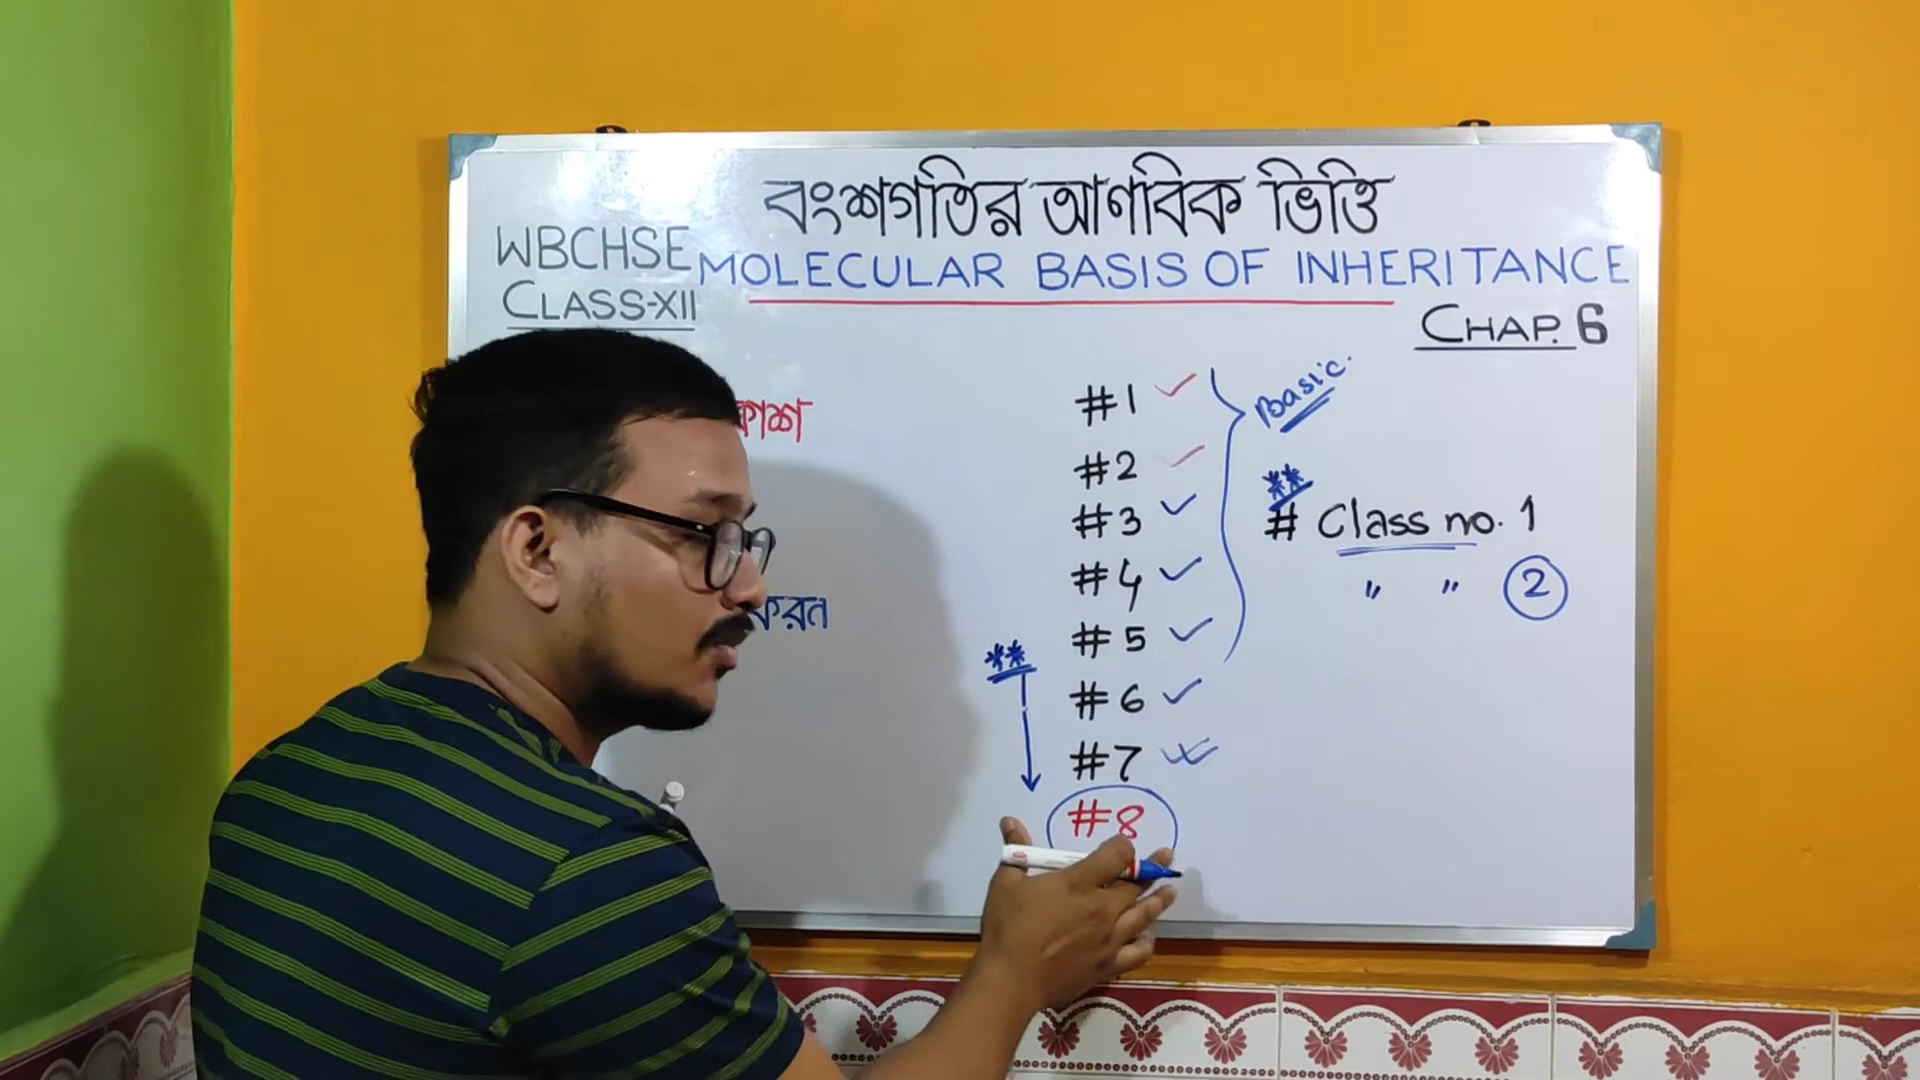 বংশগতির আণবিক ভিত্তি
WBCHSE
MOLECULAR BASIS OF INHERITANCE
CLASS-XII
CHAP. 6
#1 ✓
Basic.
#2 ✓
#3 ✓
**
# Class no. 1
#4 ✓
" " 2
#5 ✓
**
#6 ✓
#7 ✓
#8